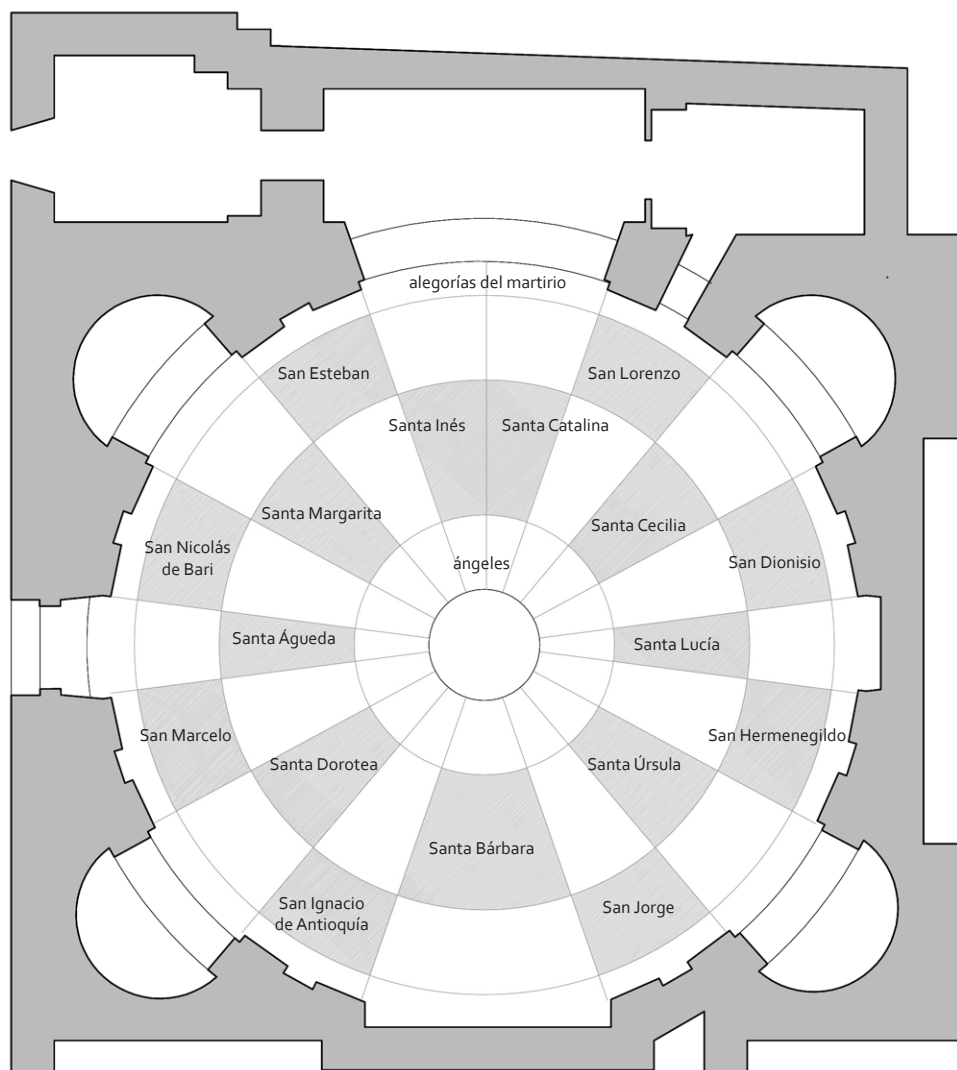 alegorías del martirio
San Esteban
San Lorenzo
Santa Inés
Santa Catalina
Santa Margarita
Santa Cecilia
San Nicolás
de Bari
ángeles
San Dionisio
Santa Águeda
Santa Lucía
San Marcelo
San Hermenegildo
Santa Dorotea
Santa Úrsula
Santa Bárbara
San Ignacio
de Antioquía
San Jorge